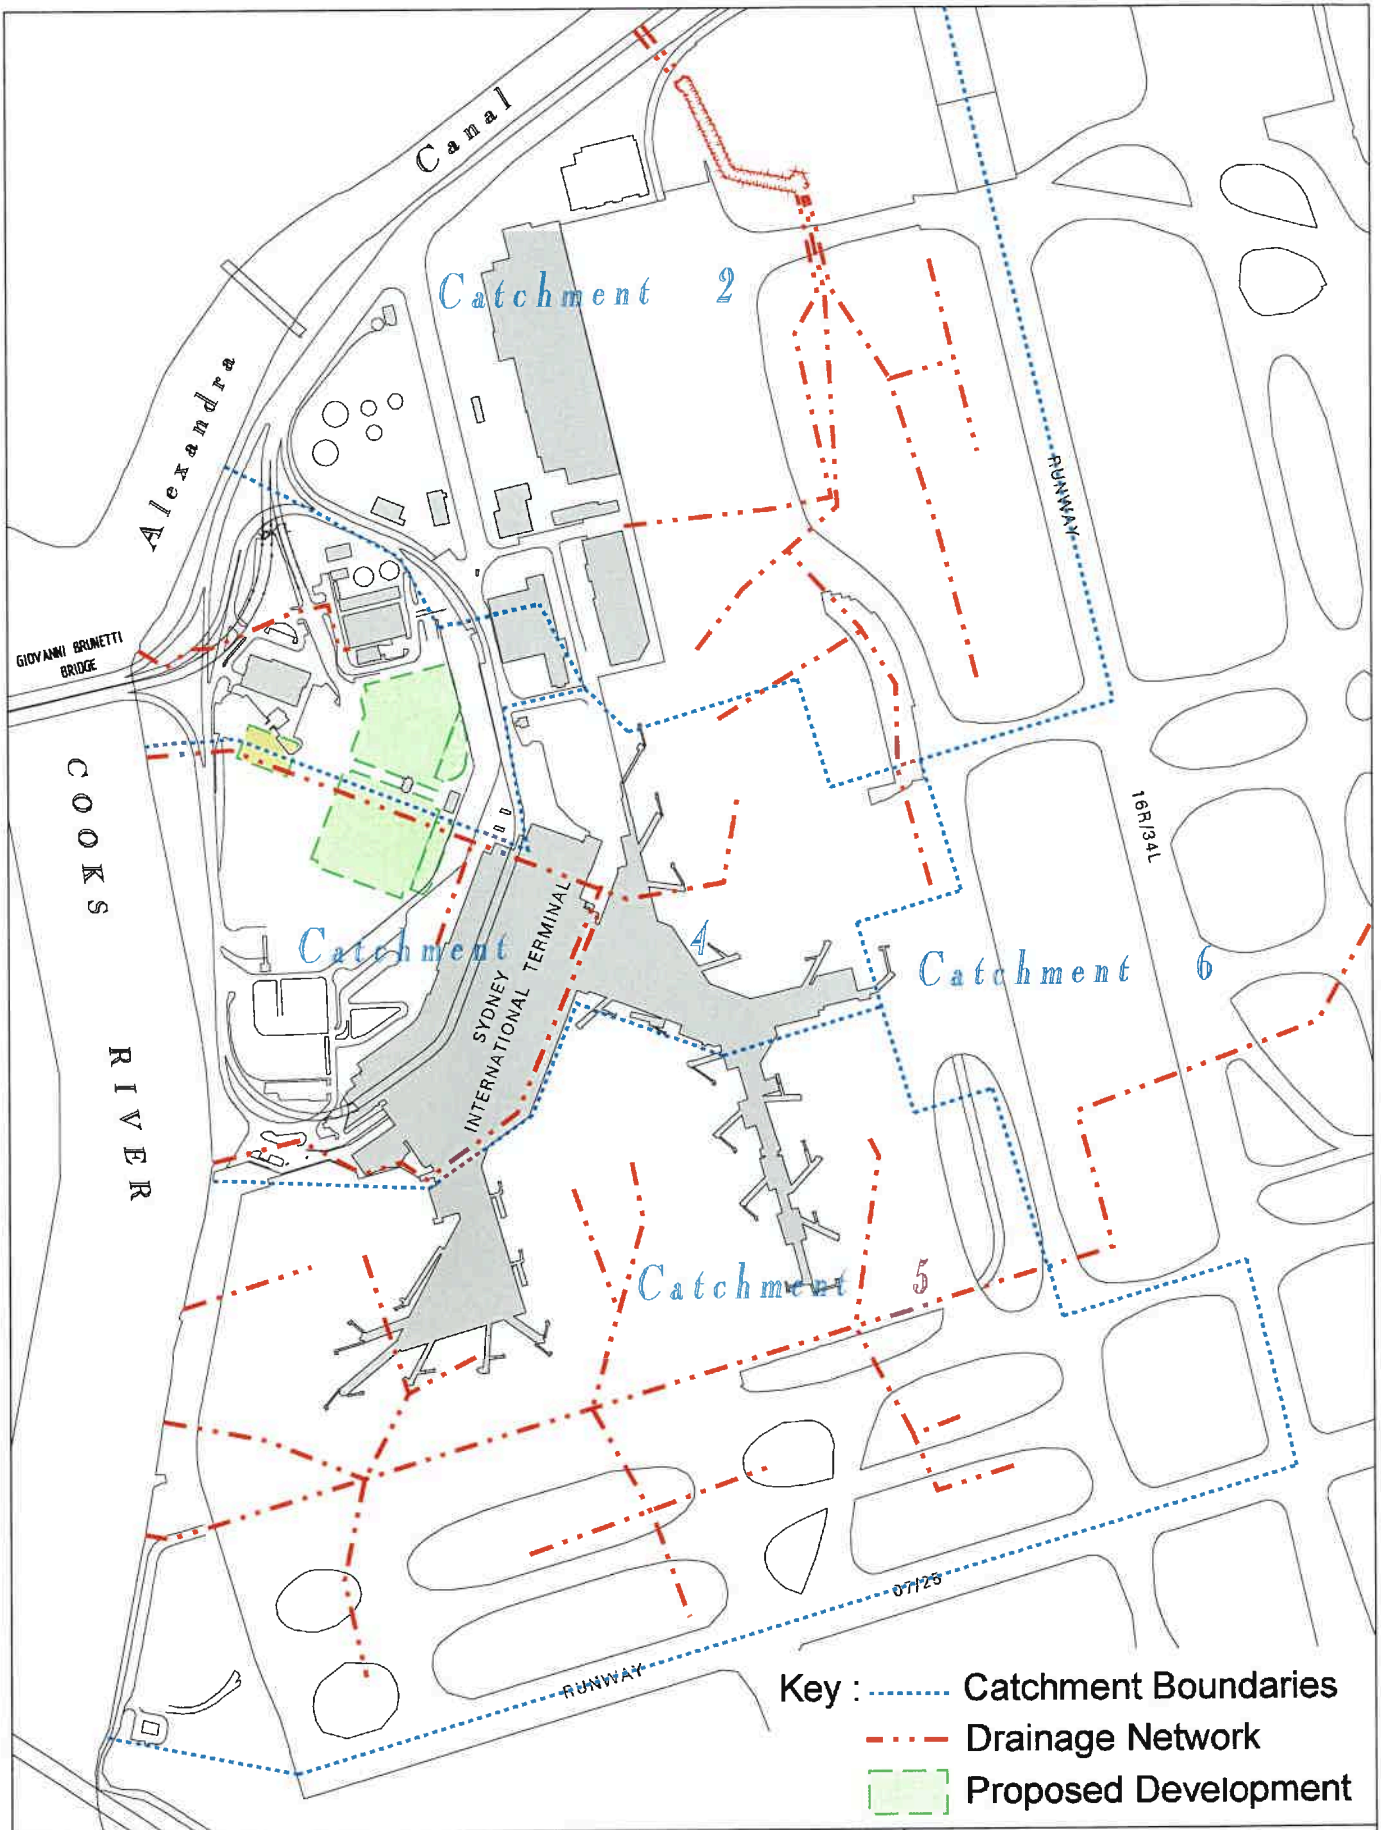 Canal
Catchment 2
Alexandra
RUNWAY
GIOVANNI BRUNETTI
BRIDGE
COOKS
RIVER
16R/34L
SYDNEY
INTERNATIONAL TERMINAL
Catchment 4
Catchment 6
Catchment 5
07/25
RUNWAY
Key :
Catchment Boundaries
Drainage Network
Proposed Development